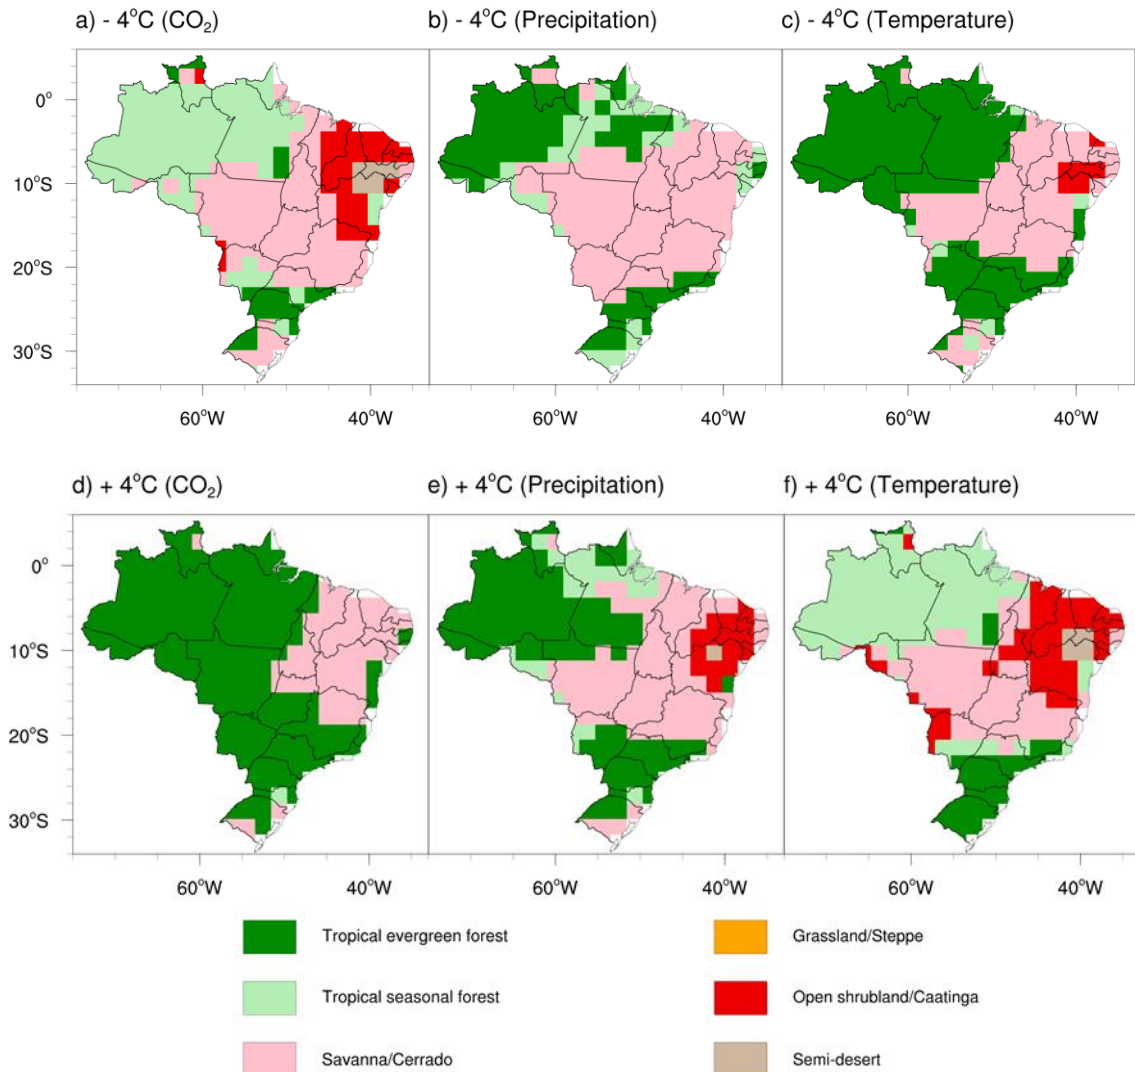 a) - 4°C (CO₂)
b) - 4°C (Precipitation)
c) - 4°C (Temperature)
0°
10°S
20°S
30°S
60°W 40°W 60°W 40°W 60°W 40°W
d) + 4°C (CO₂)
e) + 4°C (Precipitation)
f) + 4°C (Temperature)
0°
10°S
20°S
30°S
60°W 40°W 60°W 40°W 60°W 40°W
Tropical evergreen forest
Grassland/Steppe
Tropical seasonal forest
Open shrubland/Caatinga
Savanna/Cerrado
Semi-desert